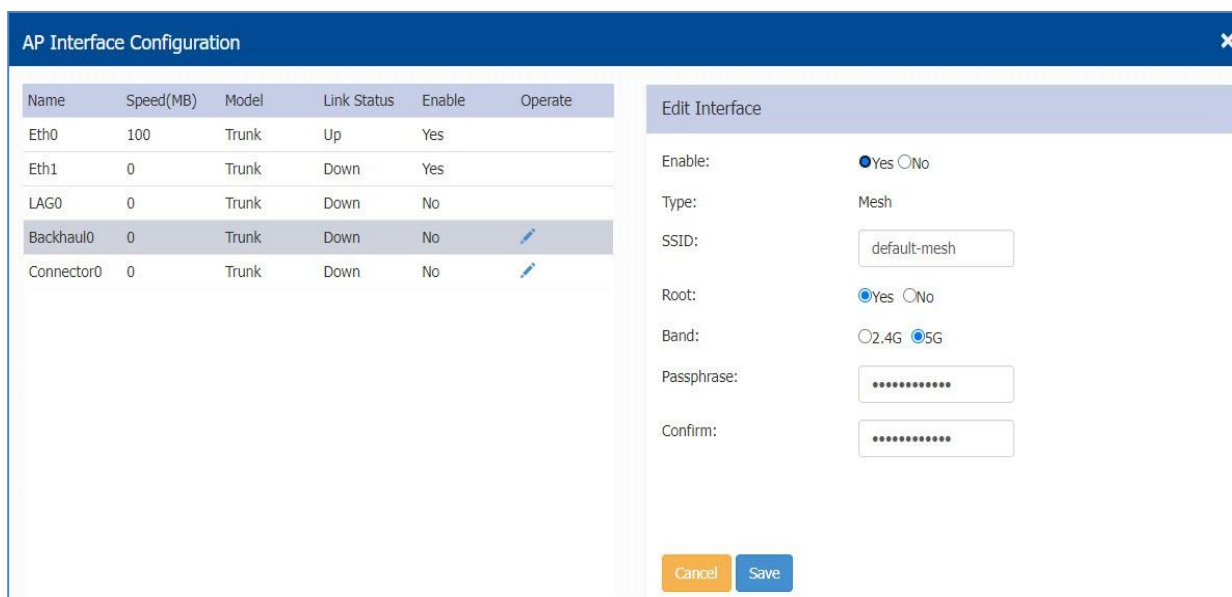 AP Interface Configuration
Name Speed(MB) Model Link Status Enable Operate
Eth0 100 Trunk Up Yes
Eth1 0 Trunk Down Yes
LAG0 0 Trunk Down No
Backhaul0 0 Trunk Down No
Connector0 0 Trunk Down No
Edit Interface
Enable: Yes No
Type: Mesh
SSID: default-mesh
Root: Yes No
Band: 2.4G 5G
Passphrase: ••••••••••••
Confirm: ••••••••••••
Cancel Save